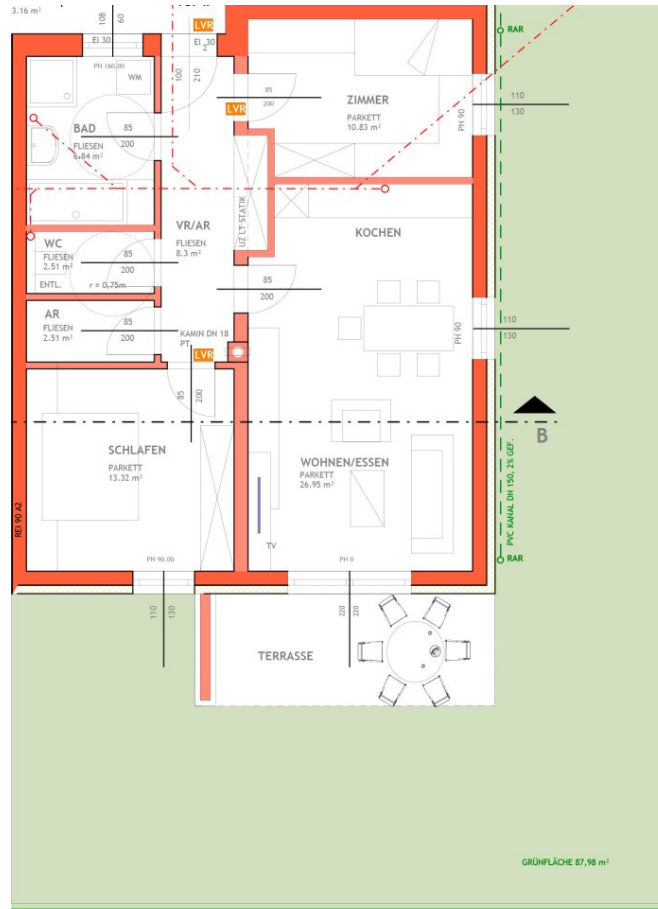 3.16 m²
108
60
LVR
RAR
EI 30
EI 30
2
PH 160.00
WM
100
210
85
200
LVR
ZIMMER
PARKETT
10.83 m²
110
130
PH 90
BAD
FLIESEN
6.84 m²
85
200
UZ LT STATIK
VR/AR
FLIESEN
8.3 m²
KOCHEN
WC
FLIESEN
2.51 m²
ENTL.
r = 0,75m
85
200
85
200
AR
FLIESEN
2.51 m²
85
200
KAMIN DN 18
PT
LVR
110
130
PH 90
85
200
B
SCHLAFEN
PARKETT
13.32 m²
WOHNEN/ESSEN
PARKETT
26.95 m²
PVC KANAL DN 150, 2% GEF.
REI 90 A2
TV
PH 90.00
PH 0
RAR
110
130
220
220
TERRASSE
GRÜNFLÄCHE 87,98 m²